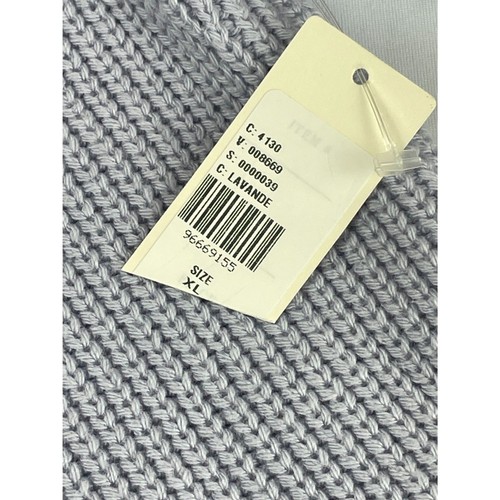 C: 4130
V: 008669
S: 0000039
C: LAVANDE
96669155
SIZE
XL